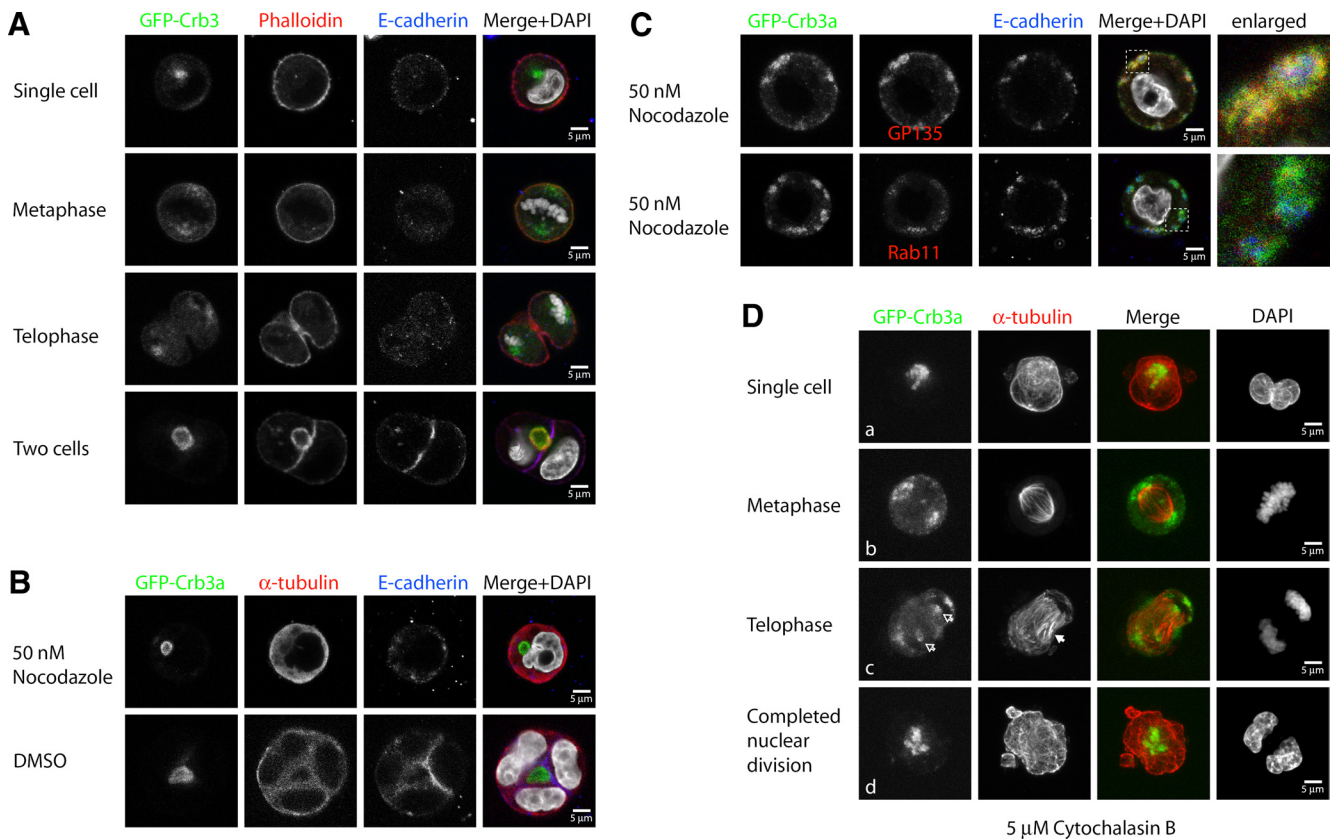 A
GFP-Crb3 Phalloidin E-cadherin Merge+DAPI
Single cell
5 µm
Metaphase
5 µm
Telophase
5 µm
Two cells
5 µm
B
GFP-Crb3a α-tubulin E-cadherin Merge+DAPI
50 nM
Nocodazole
5 µm
DMSO
5 µm
C
GFP-Crb3a E-cadherin Merge+DAPI enlarged
50 nM
Nocodazole
GP135
5 µm
50 nM
Nocodazole
Rab11
5 µm
D
GFP-Crb3a α-tubulin Merge DAPI
Single cell
a
5 µm
Metaphase
b
5 µm
Telophase
c
5 µm
Completed
nuclear
division
d
5 µm
5 µM Cytochalasin B